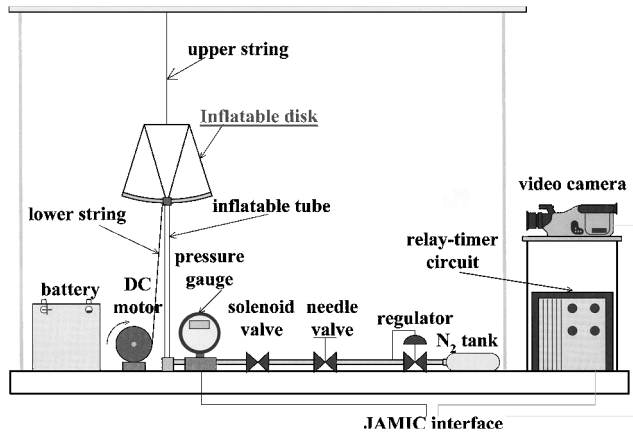 upper string
Inflatable disk
video camera
inflatable tube
lower string
relay-timer
circuit
pressure
gauge
battery
DC
motor
solenoid
valve
needle
valve
regulator
N2 tank
JAMIC interface